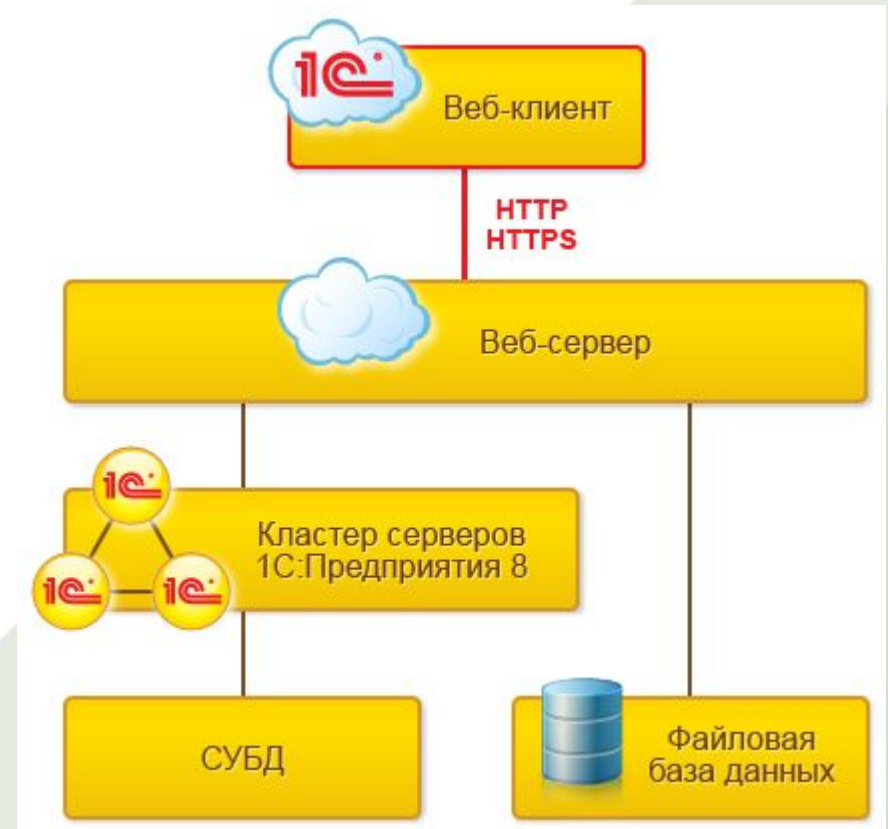 1С
Веб-клиент
HTTP
HTTPS
Веб-сервер
1С
1С
1С
Кластер серверов
1С:Предприятия 8
СУБД
Файловая
база данных